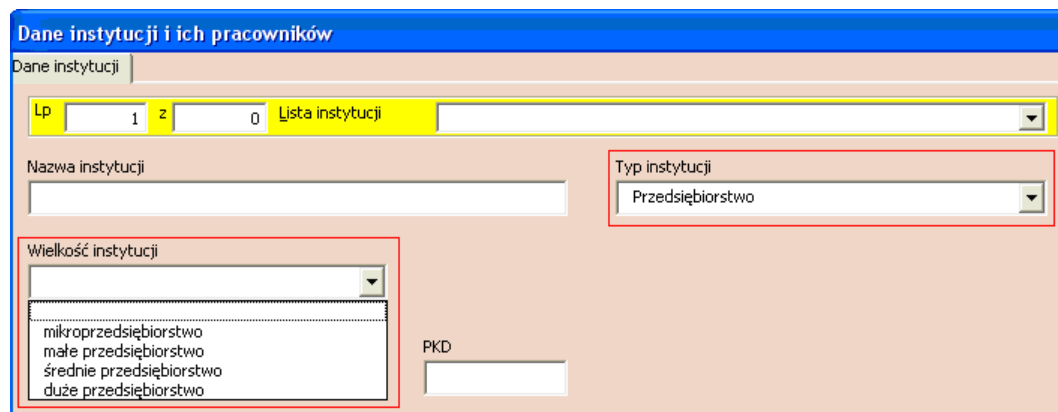 Dane instytucji i ich pracowników
Dane instytucji
Lp 1 z 0 Lista instytucji
Nazwa instytucji
Typ instytucji
Przedsiębiorstwo
Wielkość instytucji
mikroprzedsiębiorstwo
małe przedsiębiorstwo
średnie przedsiębiorstwo
duże przedsiębiorstwo
PKD